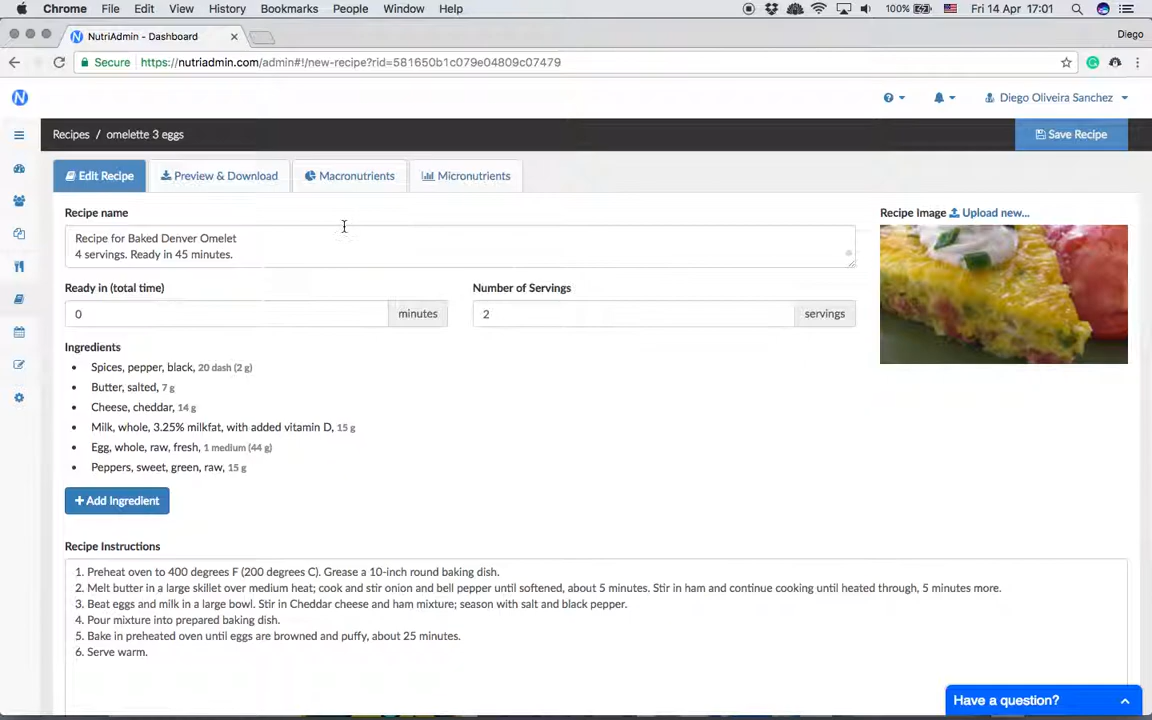 Chrome File Edit View History Bookmarks People Window Help 100% Fri 14 Apr 17:01
NutriAdmin - Dashboard Diego
Secure https://nutriadmin.com/admin#!/new-recipe?rid=581650b1c079e04809c07479
N ? Diego Oliveira Sanchez
Recipes / omelette 3 eggs Save Recipe
Edit Recipe Preview & Download Macronutrients Micronutrients
Recipe name Recipe Image Upload new...
Recipe for Baked Denver Omelet
4 servings. Ready in 45 minutes.
Ready in (total time) Number of Servings
0 minutes 2 servings
Ingredients
• Spices, pepper, black, 20 dash (2 g)
• Butter, salted, 7 g
• Cheese, cheddar, 14 g
• Milk, whole, 3.25% milkfat, with added vitamin D, 15 g
• Egg, whole, raw, fresh, 1 medium (44 g)
• Peppers, sweet, green, raw, 15 g
+ Add Ingredient
Recipe Instructions
1. Preheat oven to 400 degrees F (200 degrees C). Grease a 10-inch round baking dish.
2. Melt butter in a large skillet over medium heat; cook and stir onion and bell pepper until softened, about 5 minutes. Stir in ham and continue cooking until heated through, 5 minutes more.
3. Beat eggs and milk in a large bowl. Stir in Cheddar cheese and ham mixture; season with salt and black pepper.
4. Pour mixture into prepared baking dish.
5. Bake in preheated oven until eggs are browned and puffy, about 25 minutes.
6. Serve warm.
Have a question?